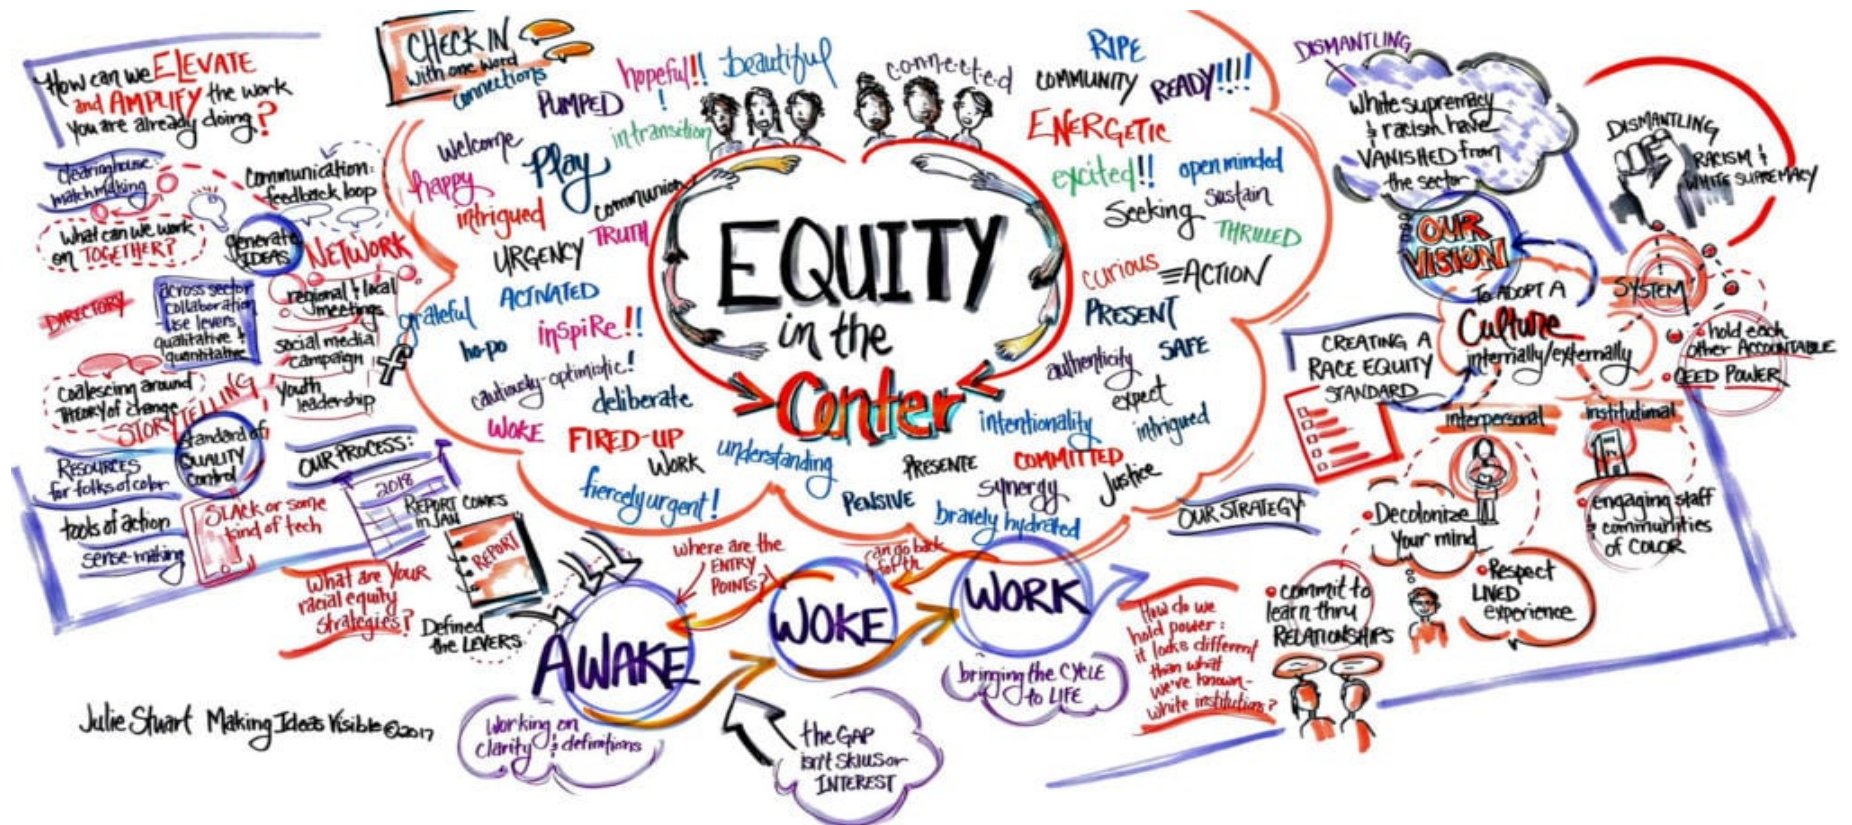 How can we ELEVATE
and AMPLIFY the work
you are already doing?
clearinghouse:
matchmaking
Communication:
feedback loop
What can we work
on TOGETHER?
generate
IDEAS
NETWORK
DIRECTORY
across sector
collaboration
use levers
qualitative &
quantitative
regional & local
meetings
social media
campaign
f
Youth
leadership
Coalescing around
THEORY of change
STORYTELLING
Standard of
QUALITY
Control
RESOURCES
for folks of color
tools of action
sense-making
SLACK or some
kind of tech
OUR PROCESS:
2018
REPORT COMES
in JAN
REPORT
What are YOUR
racial equity
strategies?
Defined
the LEVERS
CHECK IN
with one word
connections
hopeful!!
beautiful
!
PUMPED
in transition
connected
RIPE
COMMUNITY
READY!!!!
ENERGETIC
Welcome
Play
happy
intrigued
communion
TRUTH
URGENCY
excited!!
open minded
Seeking
sustain
THRILLED
grateful
ACTIVATED
inspiRe!!
curious
ACTION
PRESENT
ho-po
cautiously-optimistic!
deliberate
authenticity
SAFE
expect
WOKE
FIRED-UP
WORK
understanding
intentionality
intrigued
PRESENTE
COMMITTED
fiercely urgent!
PENSIVE
synergy
Justice
bravely hydrated
EQUITY
in the
Center
AWAKE
WOKE
WORK
where are the
ENTRY
POINTS?
can go back
& forth
Working on
clarity & definitions
the GAP
isn't SKILLS or
INTEREST
bringing the CYCLE
to LIFE
OUR STRATEGY
How do we
hold power:
it looks different
than what
we've known-
white institutions?
DISMANTLING
White supremacy
& racism have
VANISHED from
the sector
DISMANTLING
RACISM &
WHITE SUPREMACY
OUR
VISION
To ADOPT A
Culture
internally/externally
SYSTEM
hold each
other ACCOUNTABLE
CEED POWER
CREATING A
RACE EQUITY
STANDARD
interpersonal
institutional
Decolonize
Your mind
engaging staff
& communities
of COLOR
Respect
LIVED
experience
commit to
learn thru
RELATIONSHIPS
Julie Stuart Making Ideas Visible ©2017